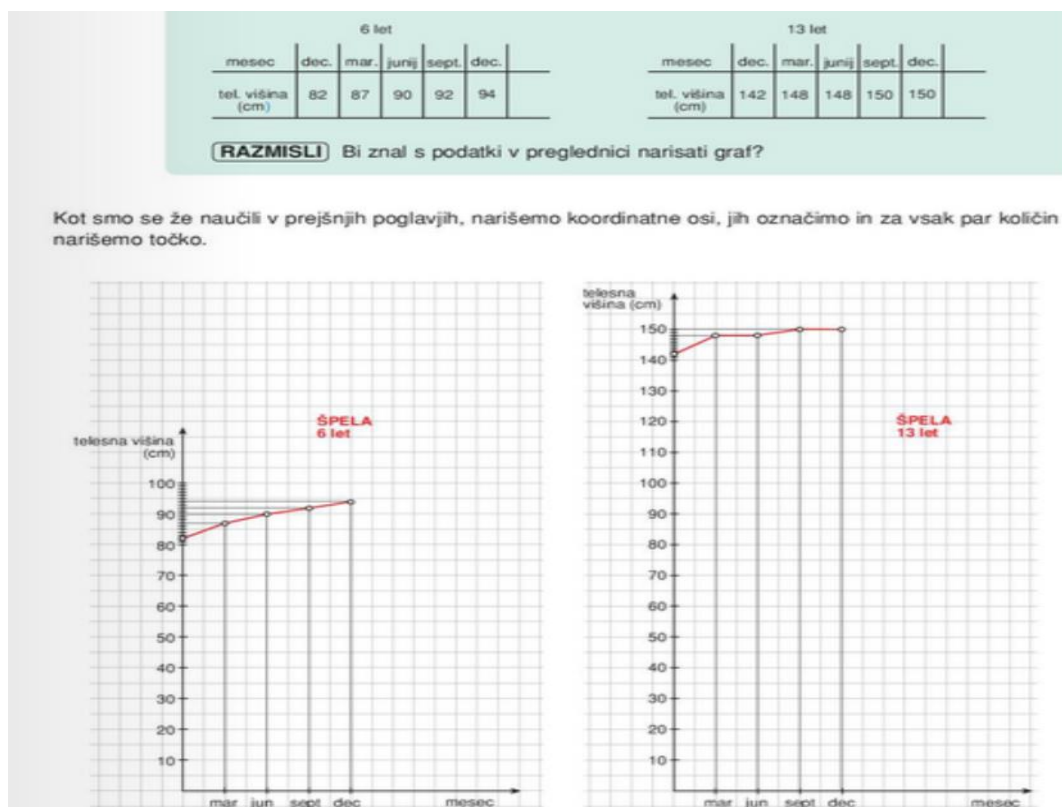 6 let
mesec dec. mar. junij sept. dec.
tel. višina (cm) 82 87 90 92 94
13 let
mesec dec. mar. junij sept. dec.
tel. višina (cm) 142 148 148 150 150
RAZMISLI Bi znal s podatki v preglednici narisati graf?
Kot smo se že naučili v prejšnjih poglavjih, narišemo koordinatne osi, jih označimo in za vsak par količin
narišemo točko.
telesna višina
(cm)
ŠPELA
6 let
100
90
80
70
60
50
40
30
20
10
mar jun sept dec mesec
telesna
višina (cm)
150
140
130
120
110
100
90
80
70
60
50
40
30
20
10
ŠPELA
13 let
mar jun sept dec mesec